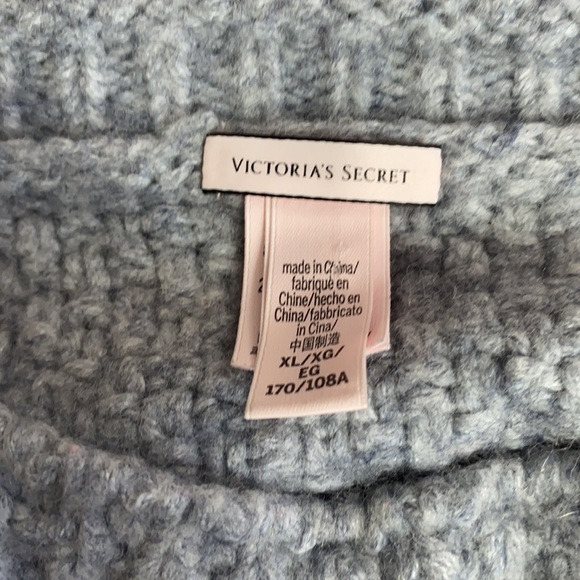 VICTORIA'S SECRET
made in China/
fabriqué en
Chine/hecho en
China/fabbricato
in Cina/
中国制造
XL/XG/
EG
170/108A